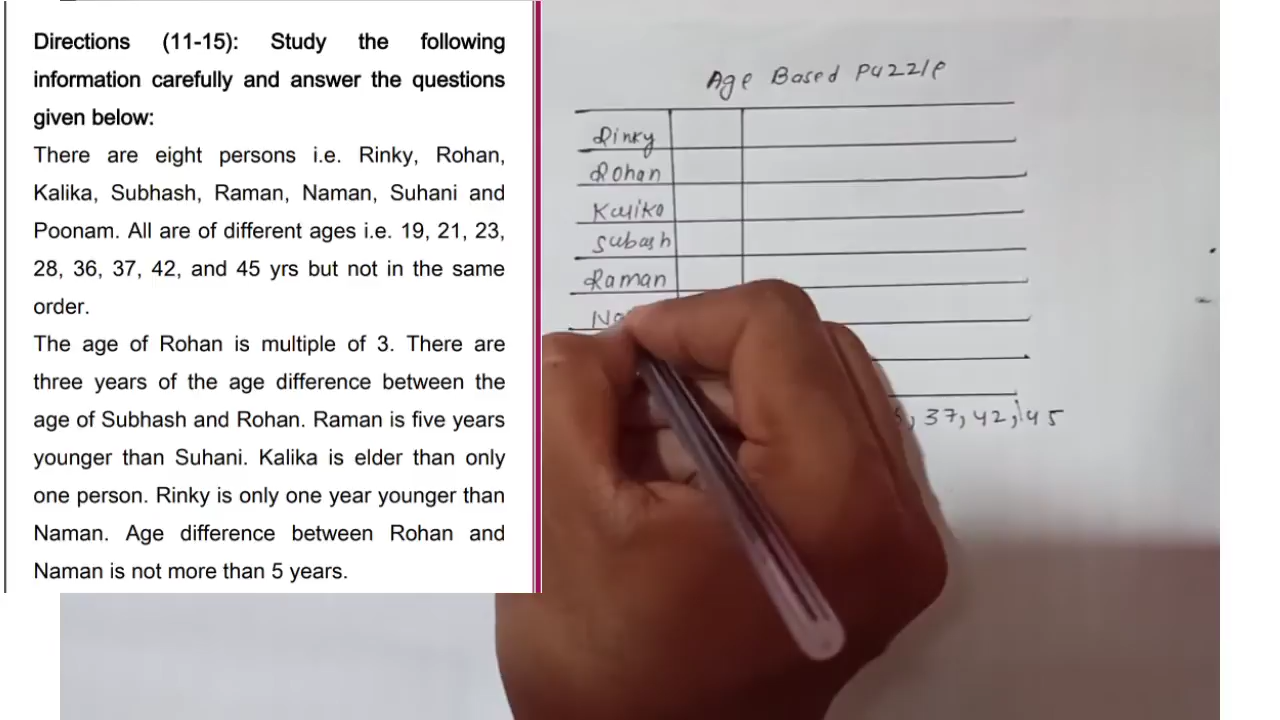 Directions (11-15): Study the following
information carefully and answer the questions
given below:
There are eight persons i.e. Rinky, Rohan,
Kalika, Subhash, Raman, Naman, Suhani and
Poonam. All are of different ages i.e. 19, 21, 23,
28, 36, 37, 42, and 45 yrs but not in the same
order.
The age of Rohan is multiple of 3. There are
three years of the age difference between the
age of Subhash and Rohan. Raman is five years
younger than Suhani. Kalika is elder than only
one person. Rinky is only one year younger than
Naman. Age difference between Rohan and
Naman is not more than 5 years.
Age Based Puzzle
Rinky
Rohan
Kalika
Subash
Raman
37, 42, 45